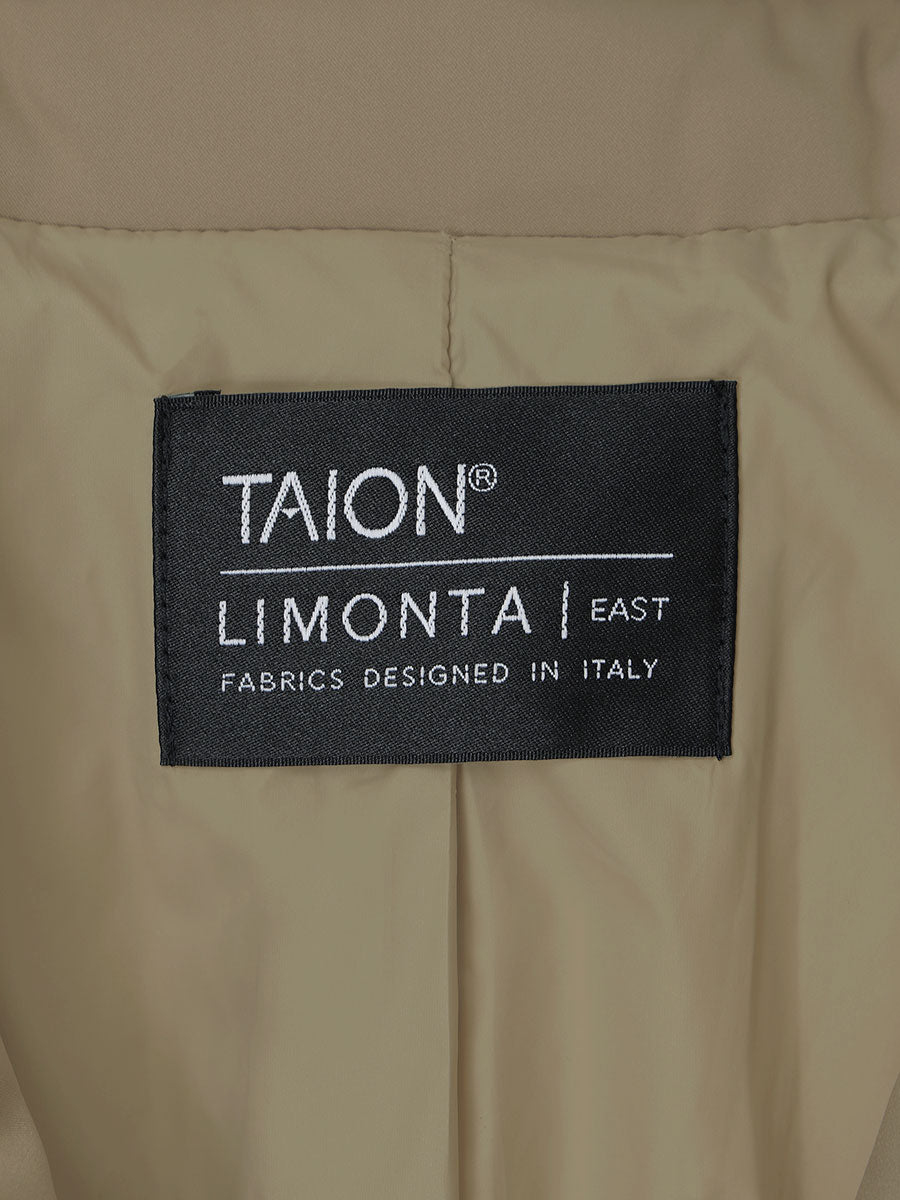 TAION®
LIMONTA | EAST
FABRICS DESIGNED IN ITALY